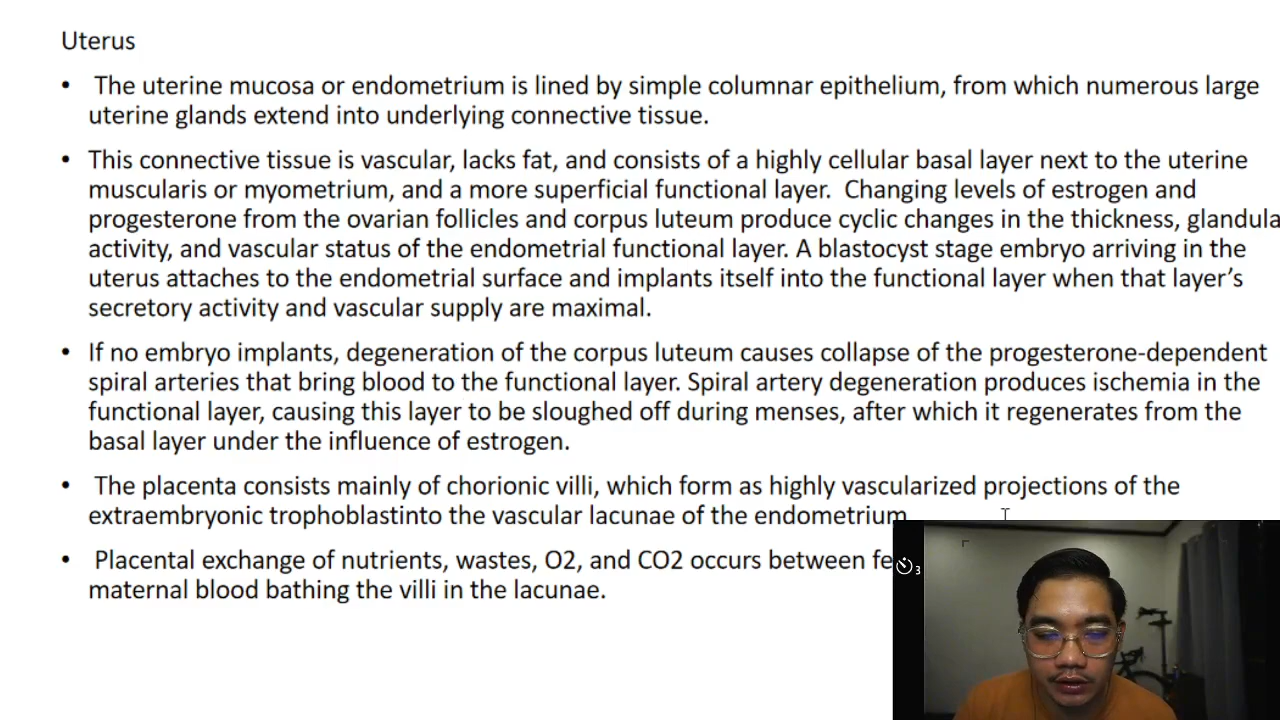 Uterus
• The uterine mucosa or endometrium is lined by simple columnar epithelium, from which numerous large
uterine glands extend into underlying connective tissue.
• This connective tissue is vascular, lacks fat, and consists of a highly cellular basal layer next to the uterine
muscularis or myometrium, and a more superficial functional layer. Changing levels of estrogen and
progesterone from the ovarian follicles and corpus luteum produce cyclic changes in the thickness, glandula
activity, and vascular status of the endometrial functional layer. A blastocyst stage embryo arriving in the
uterus attaches to the endometrial surface and implants itself into the functional layer when that layer’s
secretory activity and vascular supply are maximal.
• If no embryo implants, degeneration of the corpus luteum causes collapse of the progesterone-dependent
spiral arteries that bring blood to the functional layer. Spiral artery degeneration produces ischemia in the
functional layer, causing this layer to be sloughed off during menses, after which it regenerates from the
basal layer under the influence of estrogen.
• The placenta consists mainly of chorionic villi, which form as highly vascularized projections of the
extraembryonic trophoblastinto the vascular lacunae of the endometrium.
• Placental exchange of nutrients, wastes, O2, and CO2 occurs between fe
maternal blood bathing the villi in the lacunae.
3